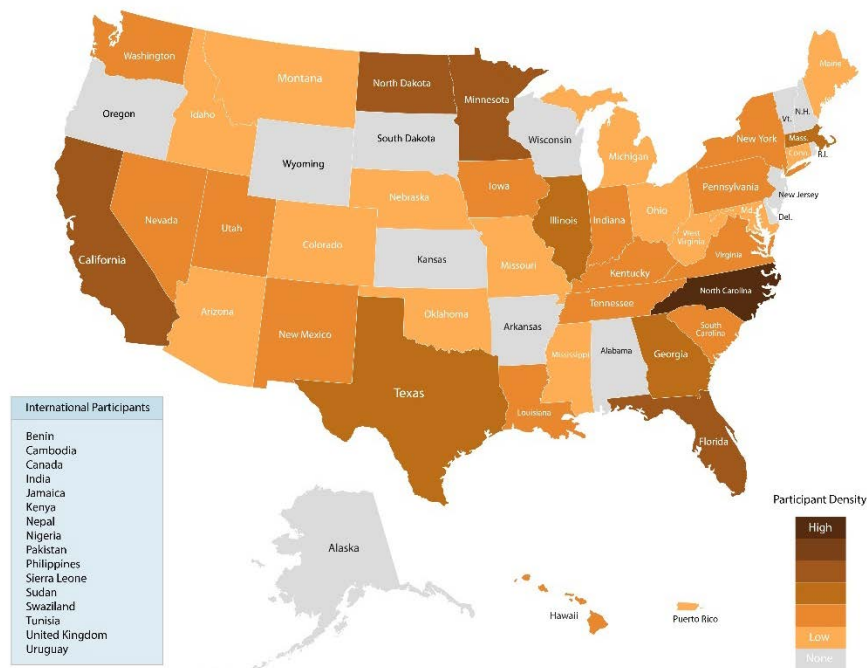 Washington
Montana
North Dakota
Minnesota
Maine
Oregon
Idaho
South Dakota
Wisconsin
Vt.
N.H.
Mass.
New York
Wyoming
Michigan
Conn.
R.I.
Nebraska
Iowa
Pennsylvania
New Jersey
Nevada
Utah
Illinois
Indiana
Ohio
Md.
Del.
California
Colorado
Kansas
Missouri
West
Virginia
Virginia
Kentucky
North Carolina
Arizona
New Mexico
Oklahoma
Arkansas
Tennessee
South
Carolina
Mississippi
Alabama
Georgia
Texas
Louisiana
Florida
International Participants
Benin
Cambodia
Canada
India
Jamaica
Kenya
Nepal
Nigeria
Pakistan
Philippines
Sierra Leone
Sudan
Swaziland
Tunisia
United Kingdom
Uruguay
Alaska
Hawaii
Puerto Rico
Participant Density
High
Low
None